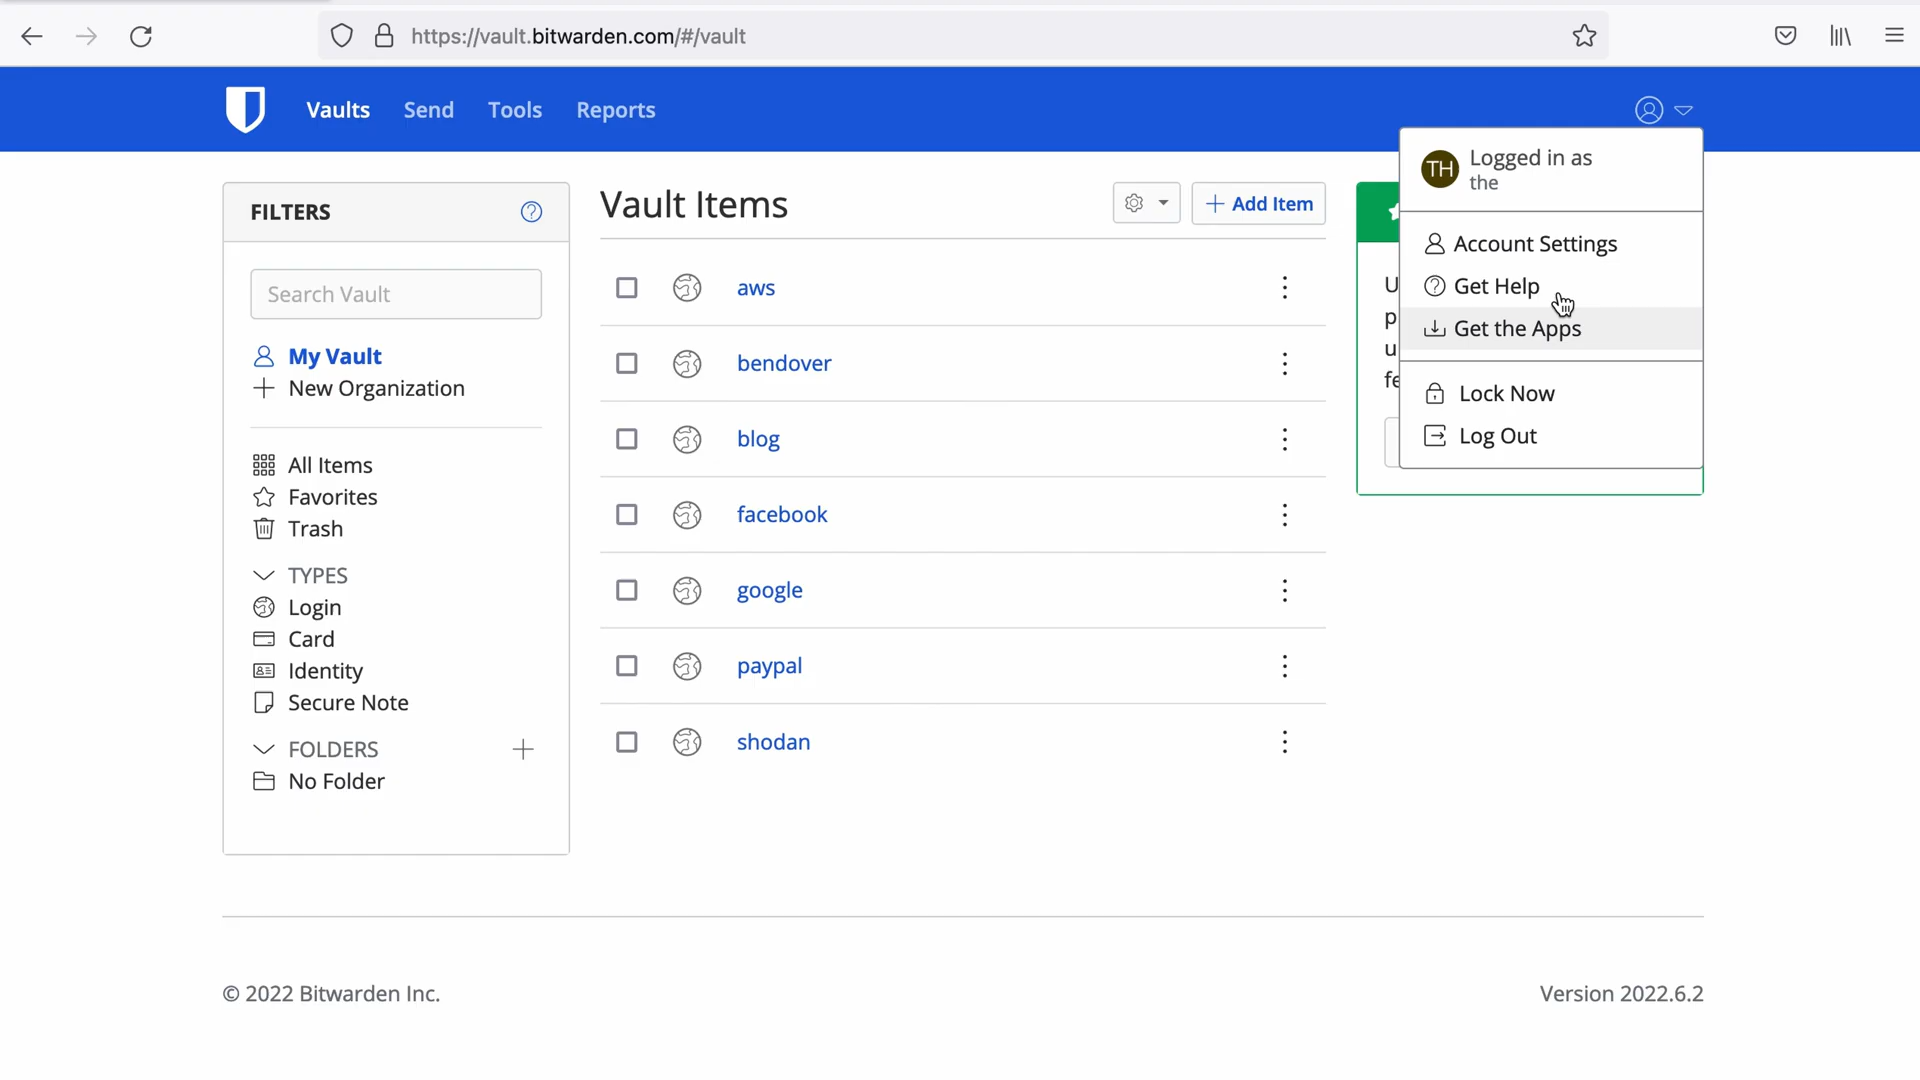 https://vault.bitwarden.com/#/vault
Vaults
Send
Tools
Reports
TH
Logged in as
the
Account Settings
Get Help
Get the Apps
Lock Now
Log Out
FILTERS
Search Vault
My Vault
New Organization
All Items
Favorites
Trash
TYPES
Login
Card
Identity
Secure Note
FOLDERS
No Folder
Vault Items
Add Item
aws
bendover
blog
facebook
google
paypal
shodan
© 2022 Bitwarden Inc.
Version 2022.6.2